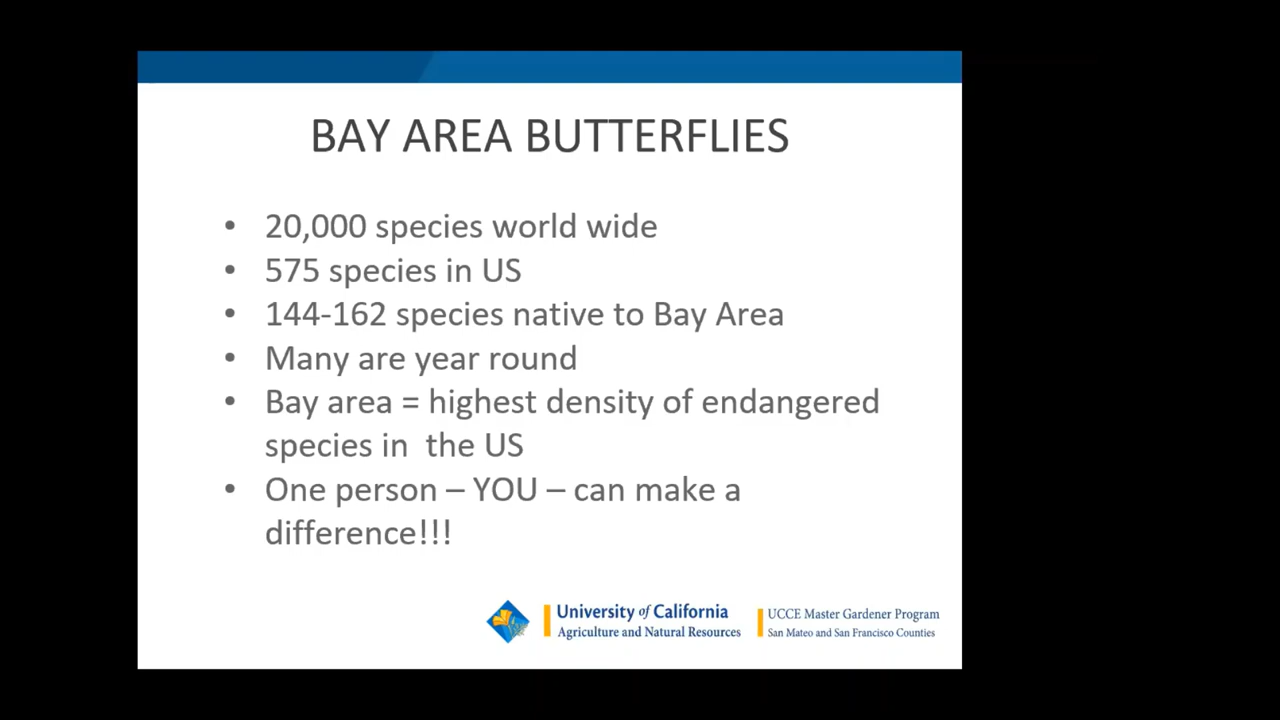 BAY AREA BUTTERFLIES
• 20,000 species world wide
• 575 species in US
• 144-162 species native to Bay Area
• Many are year round
• Bay area = highest density of endangered
species in  the US
• One person – YOU – can make a
difference!!!
University of California
Agriculture and Natural Resources
UCCE Master Gardener Program
San Mateo and San Francisco Counties